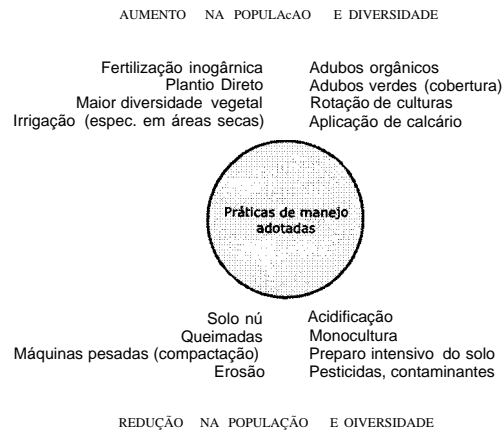 AUMENTO NA POPULAcAO E DIVERSIDADE
Fertilização inogârnica
Plantio Direto
Maior diversidade vegetal
Irrigação (espec. em áreas secas)
Adubos orgânicos
Adubos verdes (cobertura)
Rotação de culturas
Aplicação de calcário
Práticas de manejo
adotadas
Solo nú
Queimadas
Máquinas pesadas (compactação)
Erosão
Acidificação
Monocultura
Preparo intensivo do solo
Pesticidas, contaminantes
REDUÇÃO NA POPULAÇÃO E OIVERSIDADE